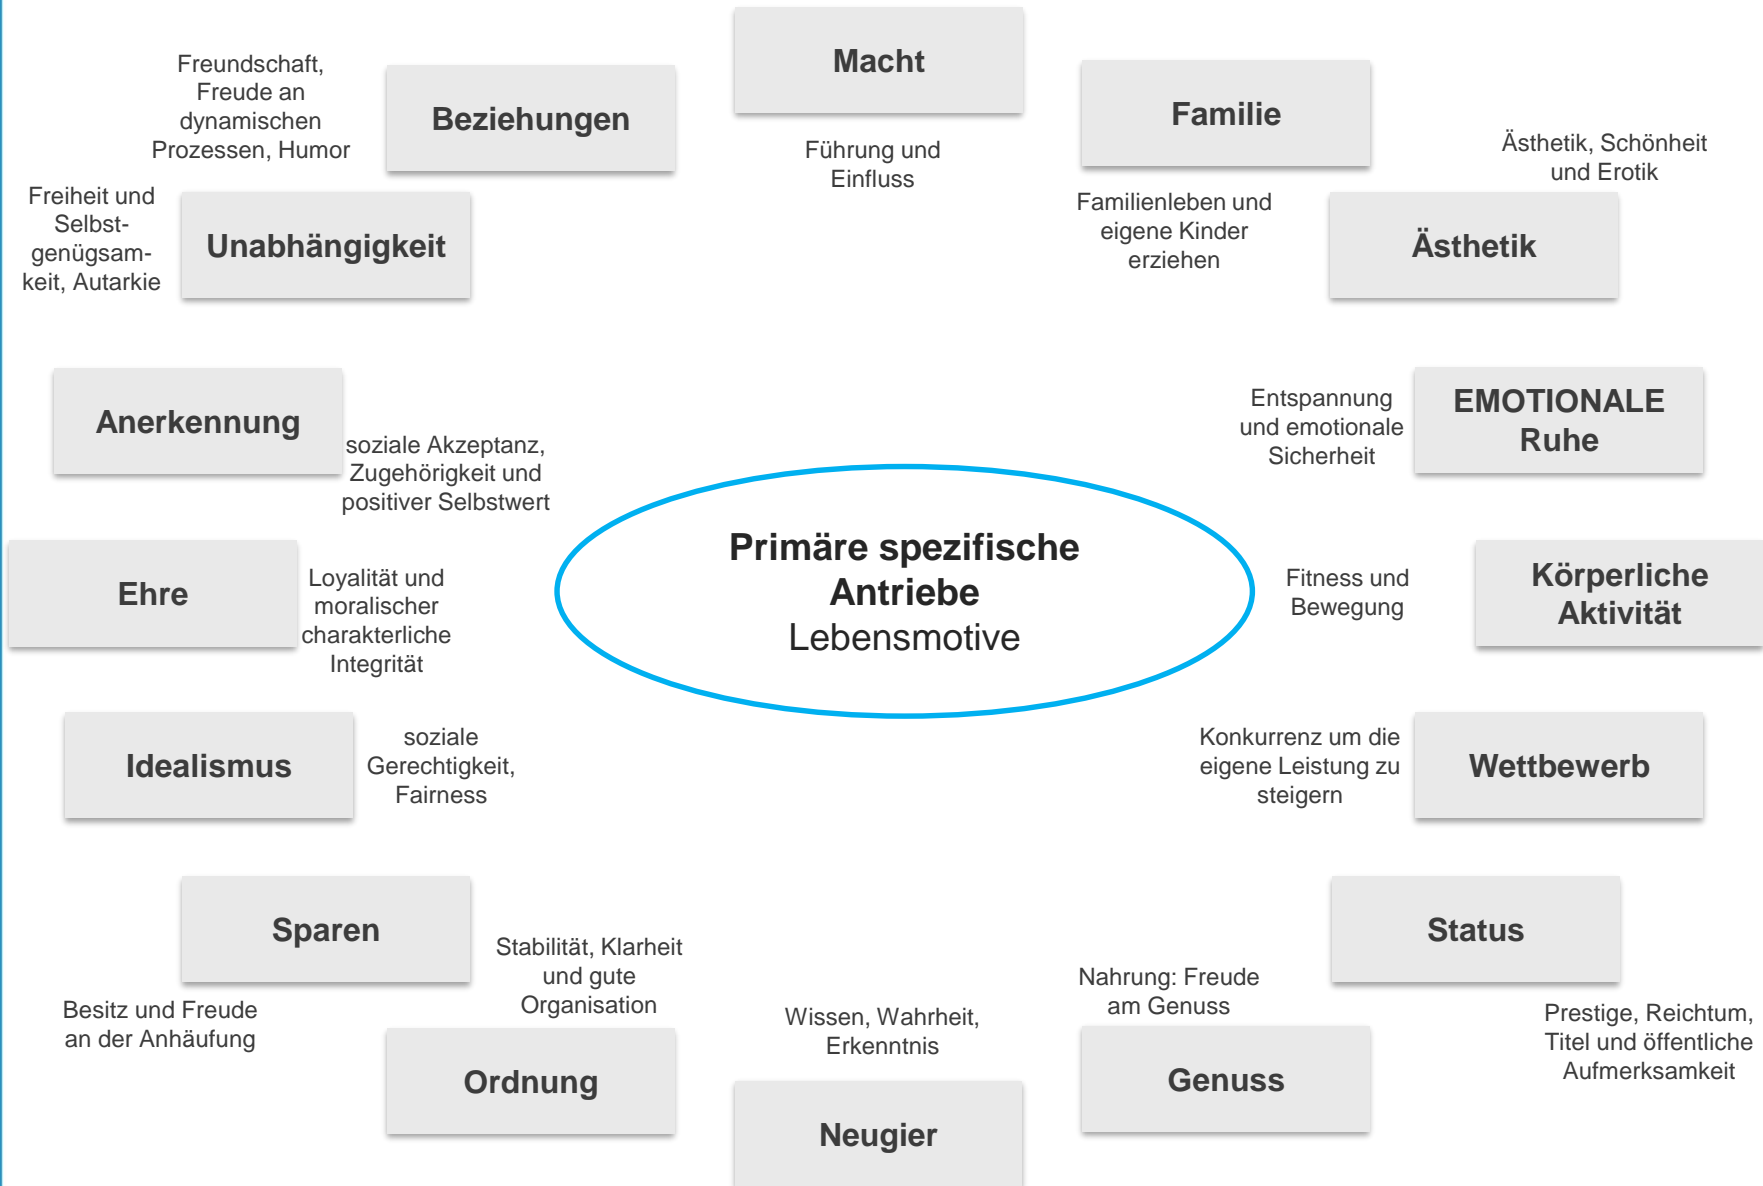 Macht
Führung und
Einfluss
Familie
Familienleben und
eigene Kinder
erziehen
Ästhetik, Schönheit
und Erotik
Ästhetik
Entspannung
und emotionale
Sicherheit
EMOTIONALE
Ruhe
Fitness und
Bewegung
Körperliche
Aktivität
Konkurrenz um die
eigene Leistung zu
steigern
Wettbewerb
Status
Prestige, Reichtum,
Titel und öffentliche
Aufmerksamkeit
Nahrung: Freude
am Genuss
Genuss
Wissen, Wahrheit,
Erkenntnis
Neugier
Stabilität, Klarheit
und gute
Organisation
Ordnung
Sparen
Besitz und Freude
an der Anhäufung
Idealismus
soziale
Gerechtigkeit,
Fairness
Ehre
Loyalität und
moralischer
charakterliche
Integrität
Anerkennung
soziale Akzeptanz,
Zugehörigkeit und
positiver Selbstwert
Freiheit und
Selbst-
genügsam-
keit, Autarkie
Unabhängigkeit
Freundschaft,
Freude an
dynamischen
Prozessen, Humor
Beziehungen
Primäre spezifische
Antriebe
Lebensmotive